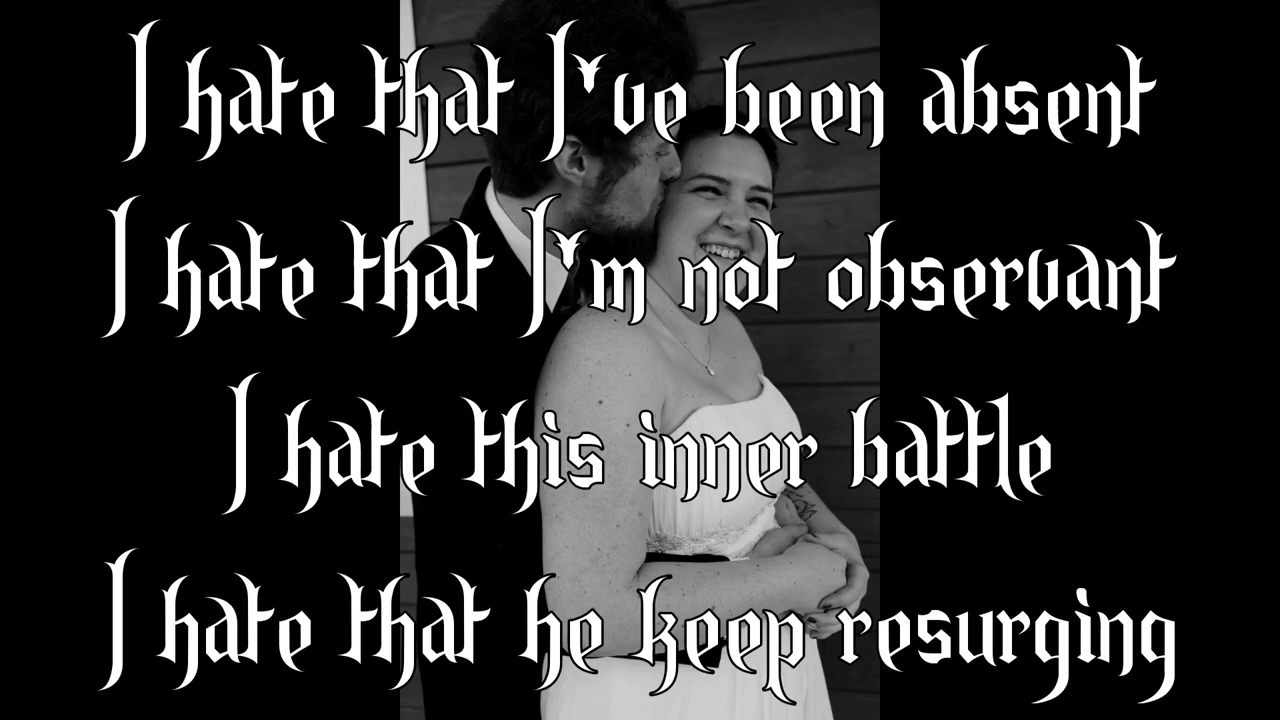 I hate that I've been absent
I hate that I'm not observant
I hate this inner battle
I hate that he keep resurging